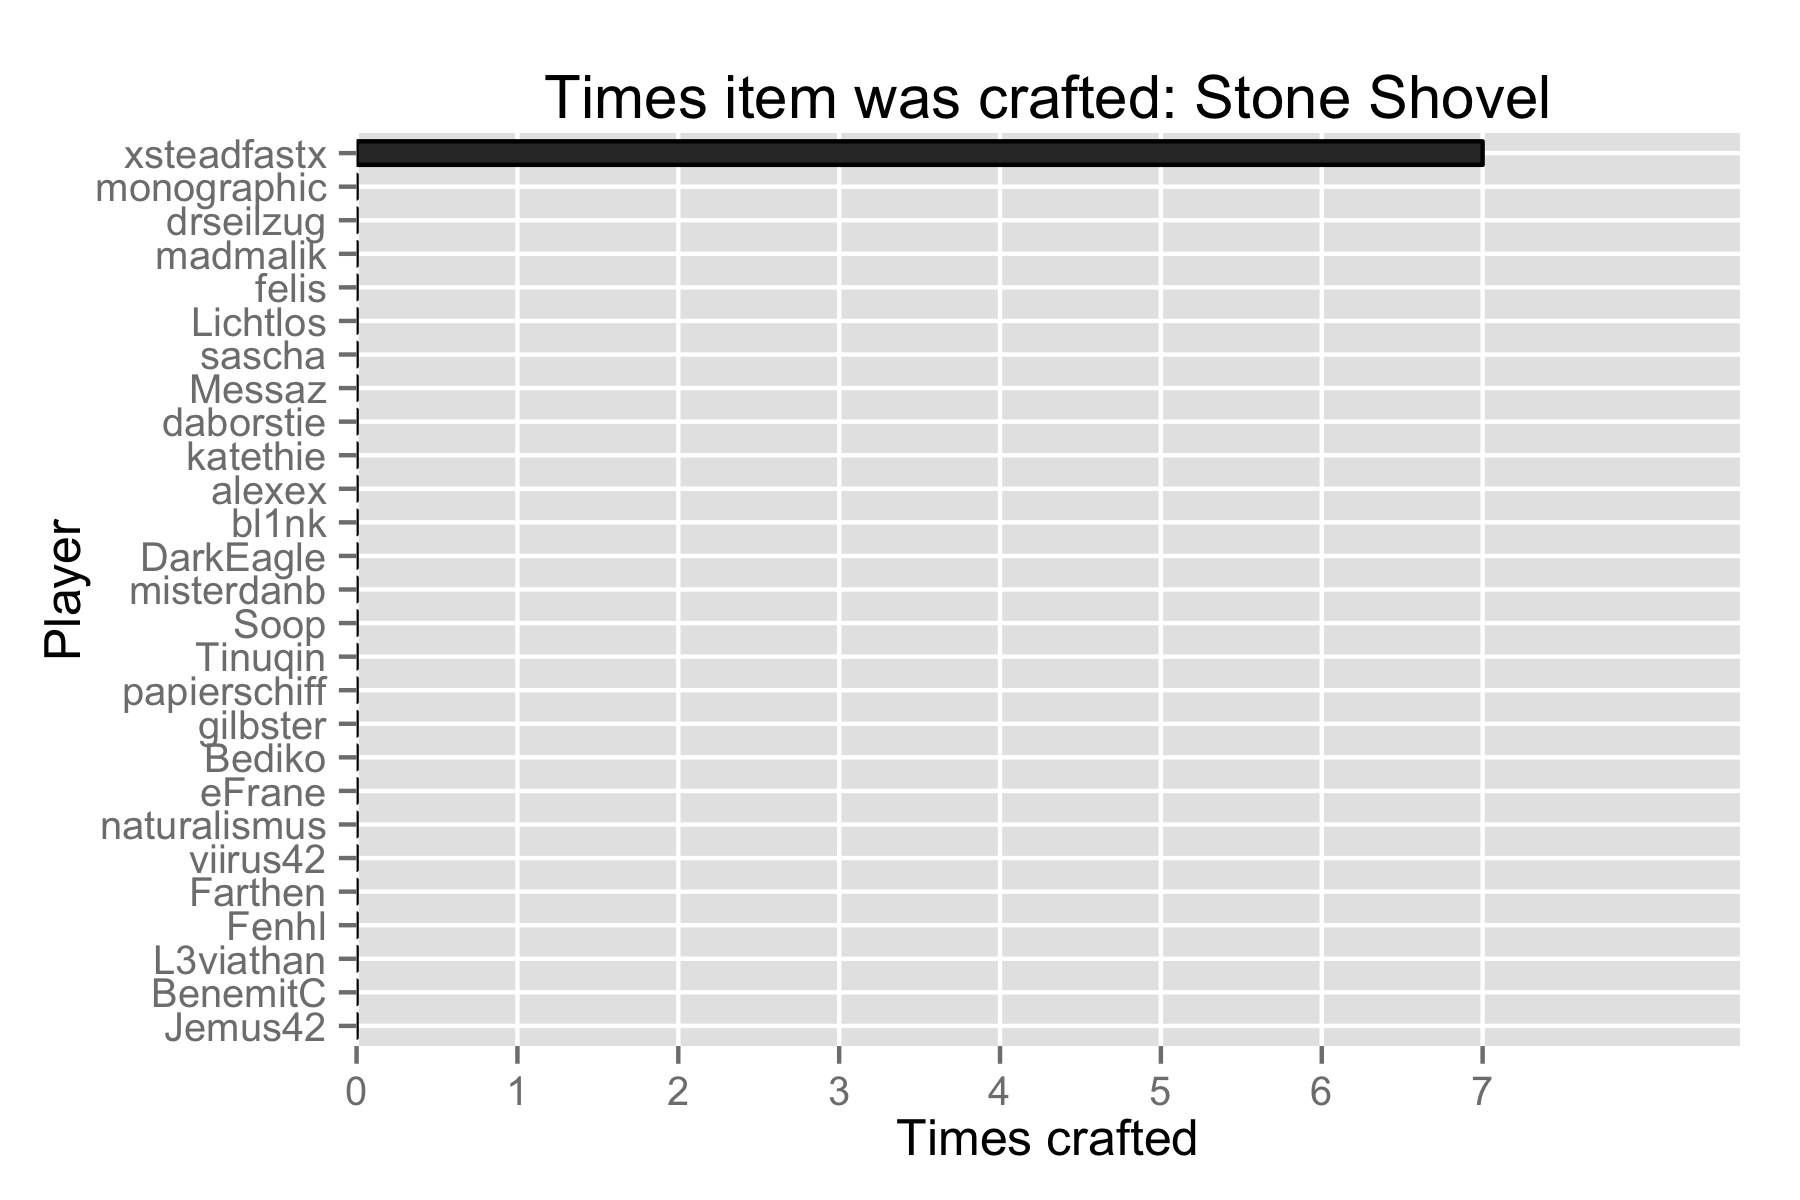 Times item was crafted: Stone Shovel
xsteadfastx
monographic
drseilzug
madmalik
felis
Lichtlos
sascha
Messaz
daborstie
katethie
alexex
bl1nk
DarkEagle
misterdanb
Soop
Tinuqin
papierschiff
gilbster
Bediko
eFrane
naturalismus
viirus42
Farthen
Fenhl
L3viathan
BenemitC
Jemus42
Player
0 1 2 3 4 5 6 7
Times crafted